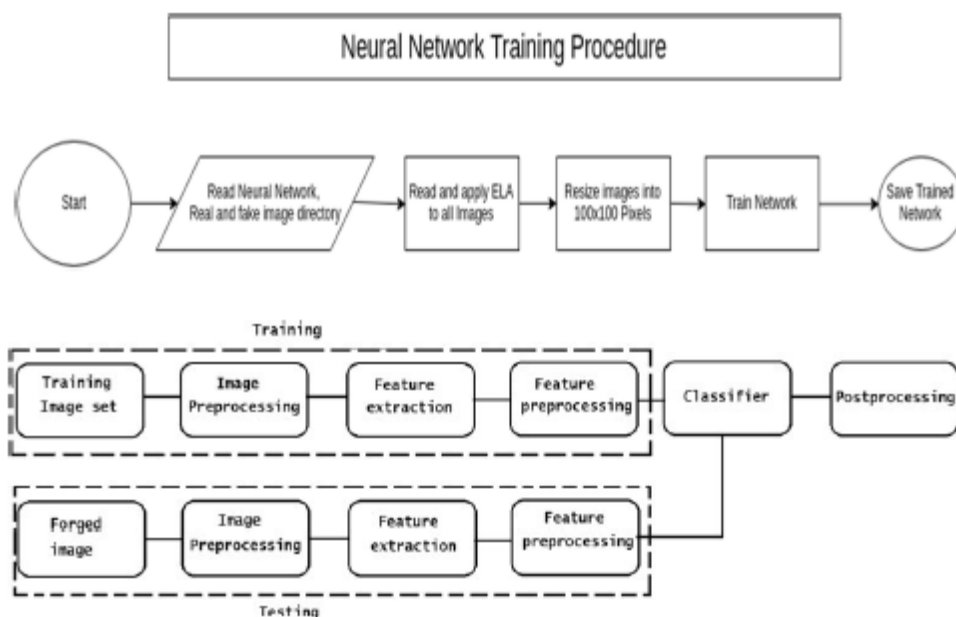 Neural Network Training Procedure
Start
Read Neural Network,
Real and fake image directory
Read and apply ELA
to all Images
Resize images into
100x100 Pixels
Train Network
Save Trained
Network
Training
Training
Image set
Image
Preprocessing
Feature
extraction
Feature
preprocessing
Classifier
Postprocessing
Forged
image
Image
Preprocessing
Feature
extraction
Feature
preprocessing
Testing